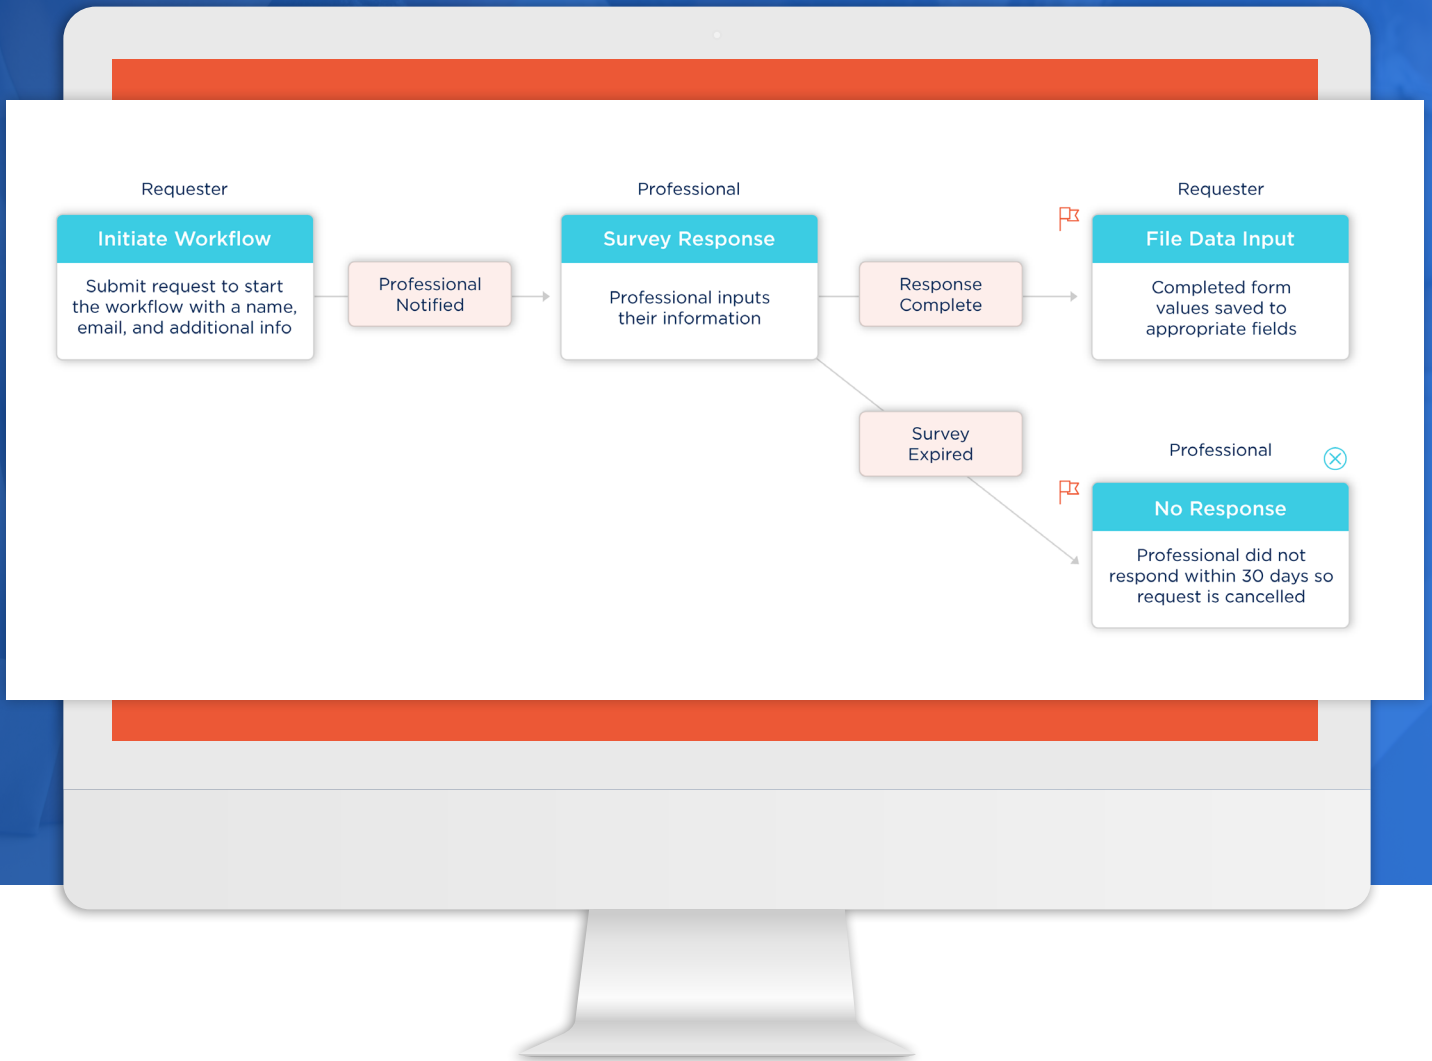 Requester
Initiate Workflow
Submit request to start
the workflow with a name,
email, and additional info
Professional
Notified
Professional
Survey Response
Professional inputs
their information
Response
Complete
Requester
File Data Input
Completed form
values saved to
appropriate fields
Survey
Expired
Professional
No Response
Professional did not
respond within 30 days so
request is cancelled